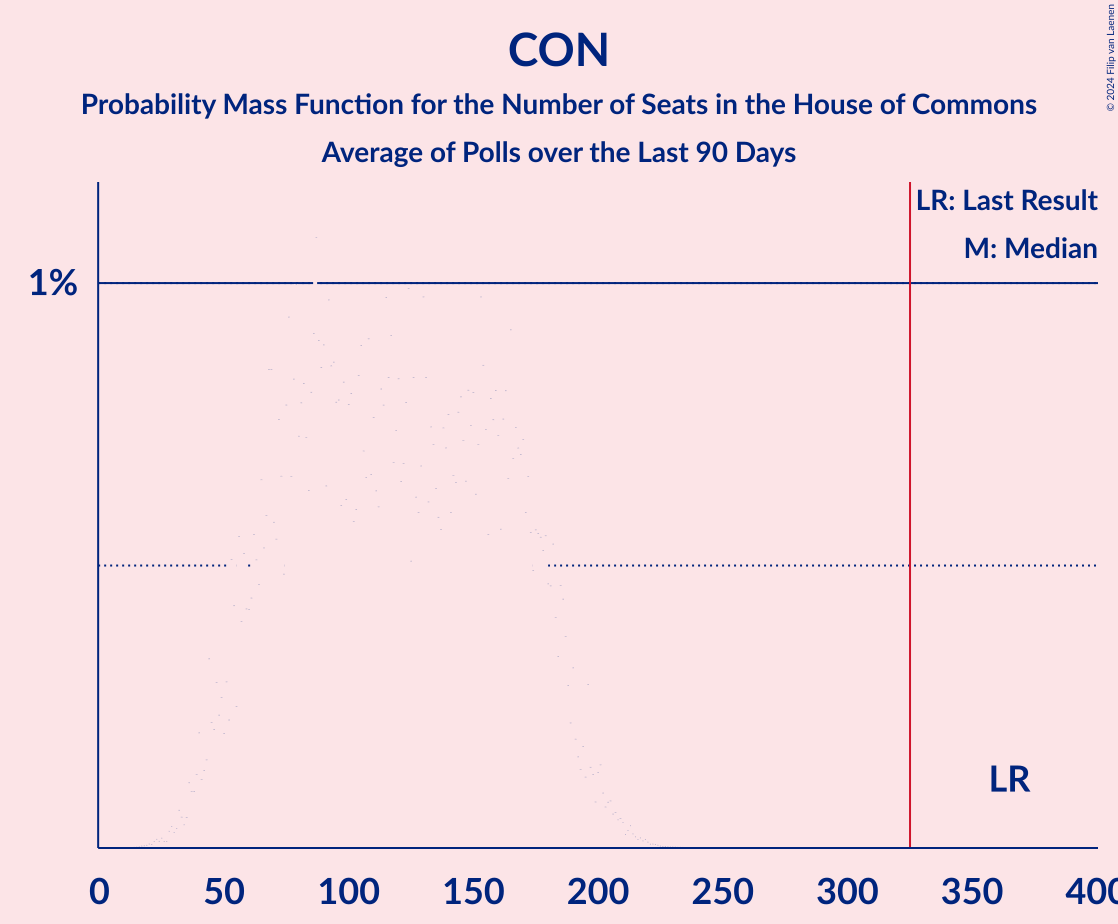 CON
Probability Mass Function for the Number of Seats in the House of Commons
Average of Polls over the Last 90 Days
© 2024 Filip van Laenen
LR: Last Result
M: Median
1%
LR
0 50 100 150 200 250 300 350 400